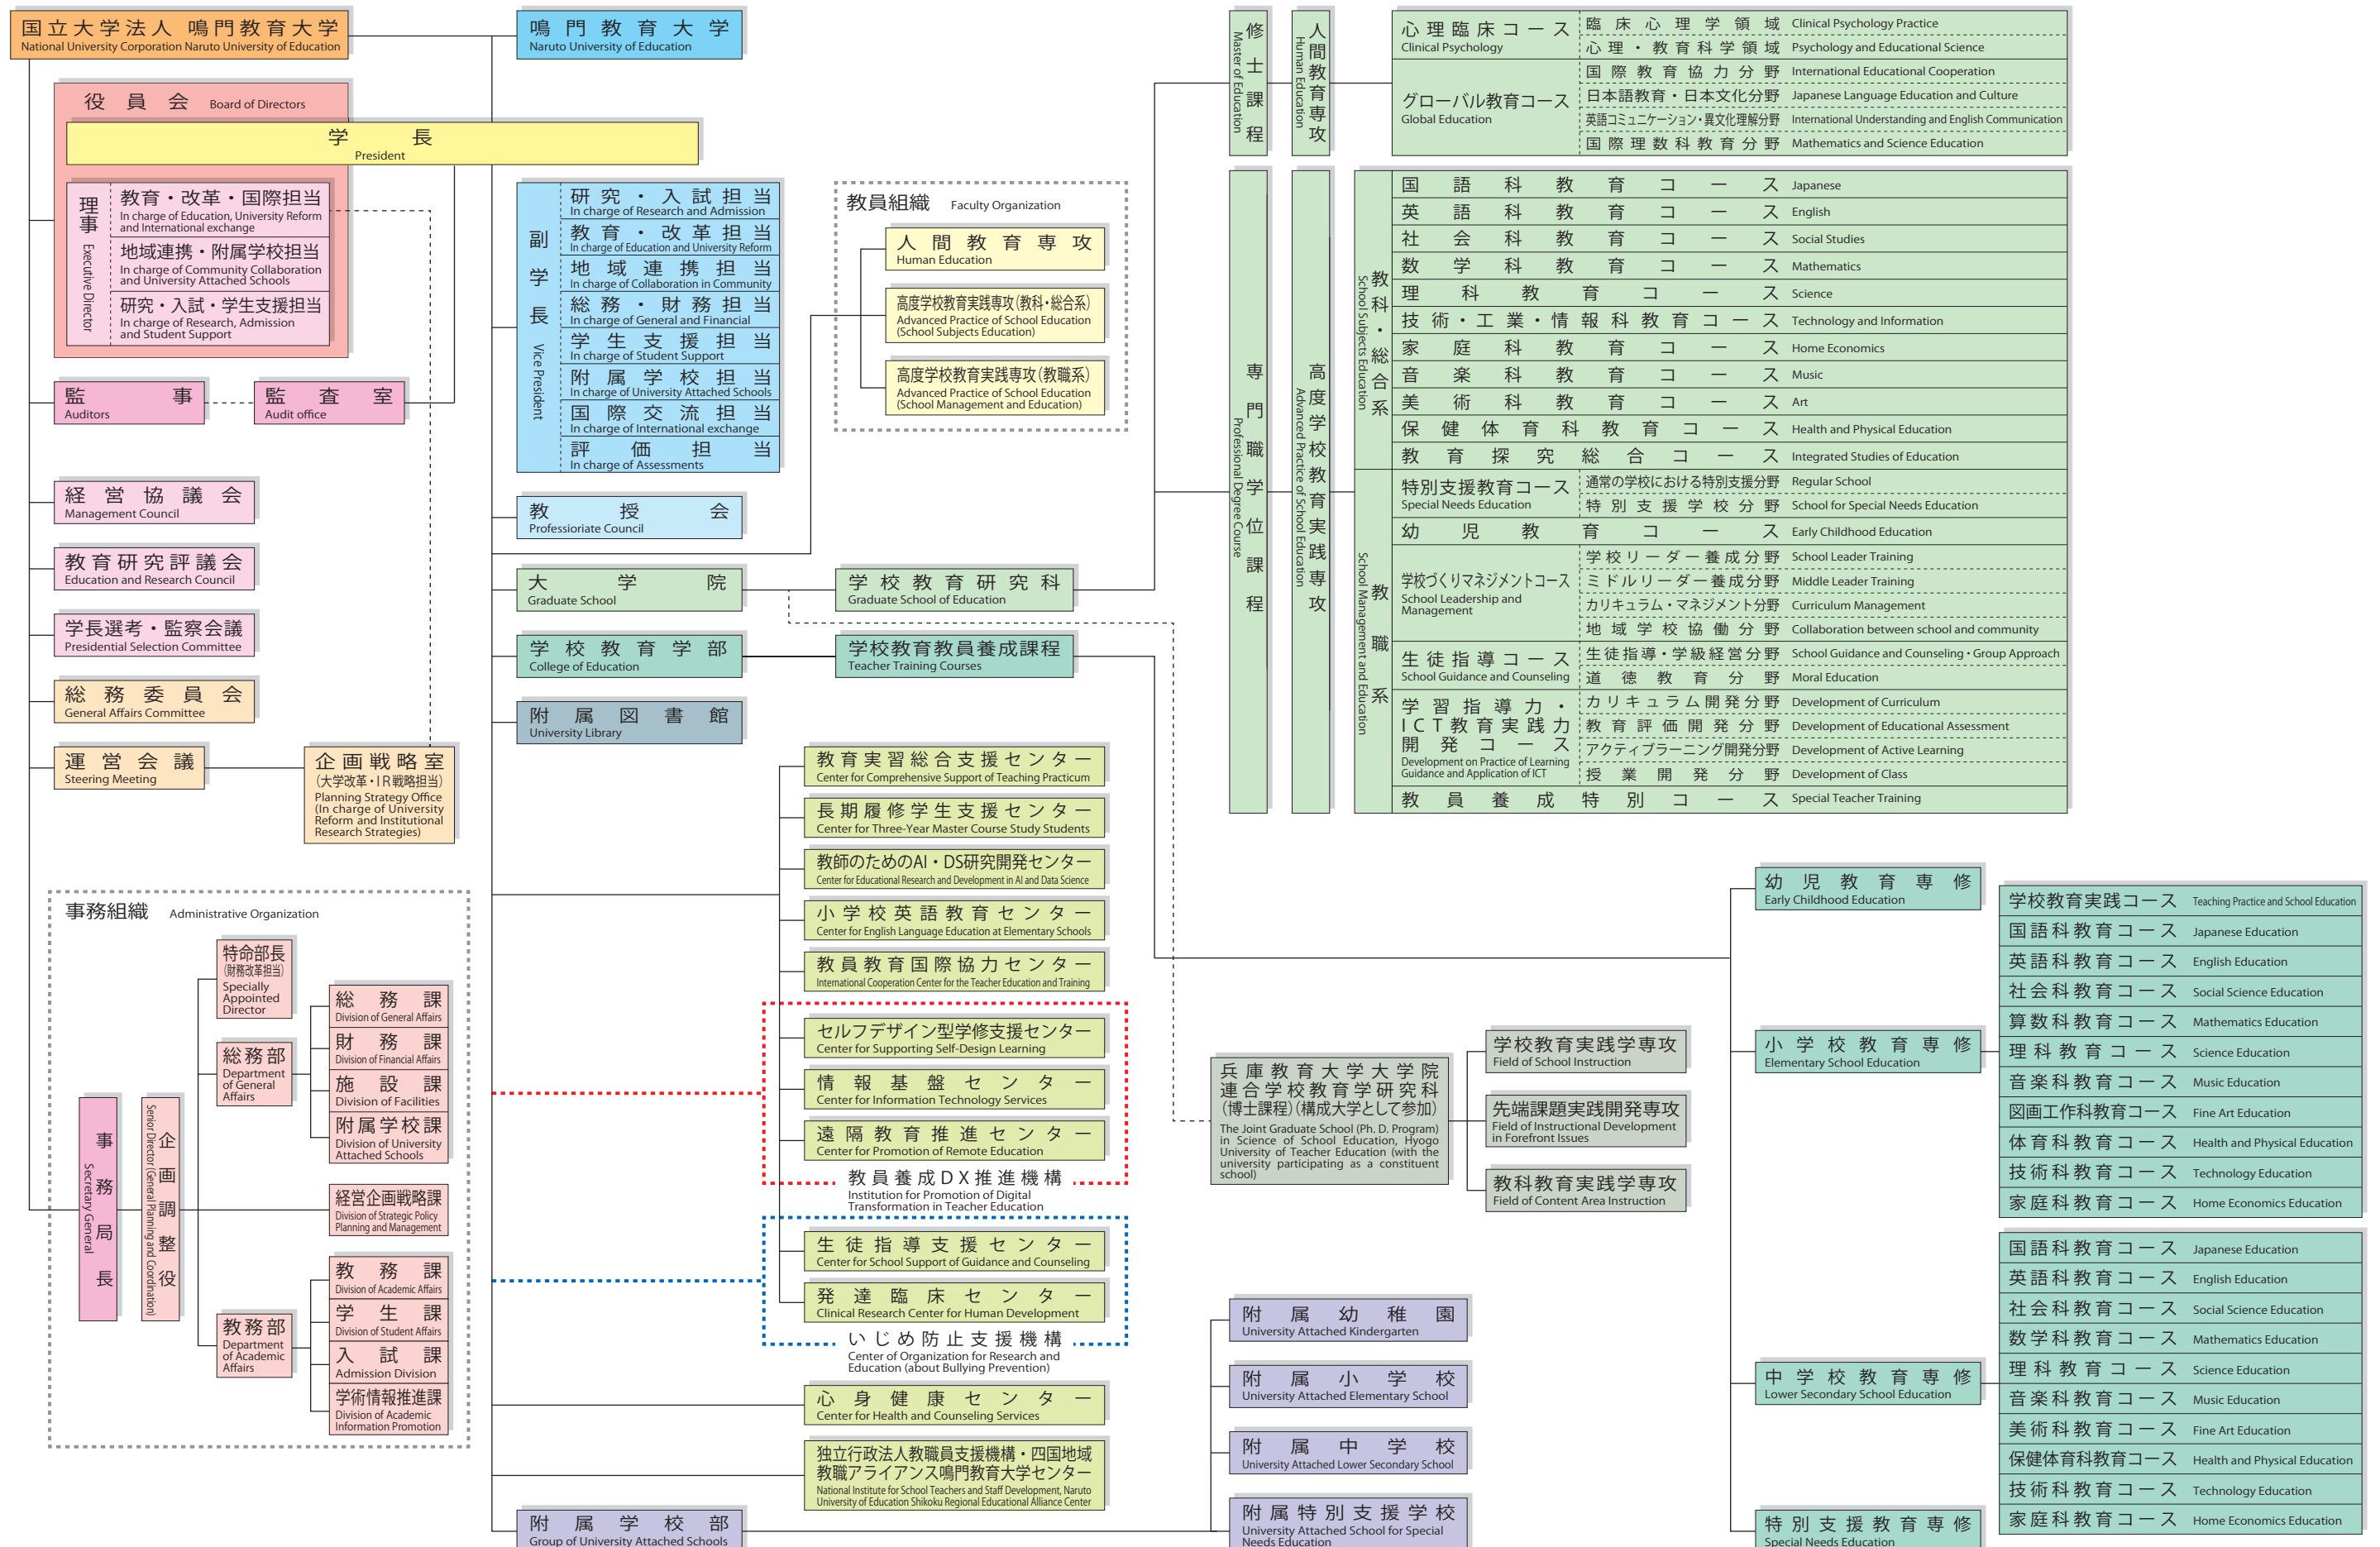 国立大学法人 鳴門教育大学
National University Corporation Naruto University of Education
鳴門教育大学
Naruto University of Education
役員会 Board of Directors
学長
President
理事 Executive Director
教育・改革・国際担当
In charge of Education, University Reform
and International exchange
地域連携・附属学校担当
In charge of Community Collaboration
and University Attached Schools
研究・入試・学生支援担当
In charge of Research, Admission
and Student Support
監事
Auditors
監査室
Audit office
経営協議会
Management Council
教育研究評議会
Education and Research Council
学長選考・監察会議
Presidential Selection Committee
総務委員会
General Affairs Committee
運営会議
Steering Meeting
企画戦略室
(大学改革・IR戦略担当)
Planning Strategy Office
(In charge of University
Reform and Institutional
Research Strategies)
事務組織 Administrative Organization
事務局長 Secretary General
企画調整役
Senior Director (General Planning and Coordination)
特命部長
(財務改革担当)
Specially
Appointed
Director
総務部
Department
of General
Affairs
総務課
Division of General Affairs
財務課
Division of Financial Affairs
施設課
Division of Facilities
附属学校課
Division of University
Attached Schools
経営企画戦略課
Division of Strategic Policy
Planning and Management
教務部
Department
of Academic
Affairs
教務課
Division of Academic Affairs
学生課
Division of Student Affairs
入試課
Admission Division
学術情報推進課
Division of Academic
Information Promotion
副学長 Vice President
研究・入試担当
In charge of Research and Admission
教育・改革担当
In charge of Education and University Reform
地域連携担当
In charge of Collaboration in Community
総務・財務担当
In charge of General and Financial
学生支援担当
In charge of Student Support
附属学校担当
In charge of University Attached Schools
国際交流担当
In charge of International exchange
評価担当
In charge of Assessments
教授会
Professioriate Council
大学院
Graduate School
学校教育学部
College of Education
附属図書館
University Library
教員組織 Faculty Organization
人間教育専攻
Human Education
高度学校教育実践専攻(教科・総合系)
Advanced Practice of School Education
(School Subjects Education)
高度学校教育実践専攻(教職系)
Advanced Practice of School Education
(School Management and Education)
学校教育研究科
Graduate School of Education
学校教育教員養成課程
Teacher Training Courses
教育実習総合支援センター
Center for Comprehensive Support of Teaching Practicum
長期履修学生支援センター
Center for Three-Year Master Course Study Students
教師のためのAI・DS研究開発センター
Center for Educational Research and Development in AI and Data Science
小学校英語教育センター
Center for English Language Education at Elementary Schools
教員教育国際協力センター
International Cooperation Center for the Teacher Education and Training
セルフデザイン型学修支援センター
Center for Supporting Self-Design Learning
情報基盤センター
Center for Information Technology Services
遠隔教育推進センター
Center for Promotion of Remote Education
教員養成DX推進機構
Institution for Promotion of Digital
Transformation in Teacher Education
生徒指導支援センター
Center for School Support of Guidance and Counseling
発達臨床センター
Clinical Research Center for Human Development
いじめ防止支援機構
Center of Organization for Research and
Education (about Bullying Prevention)
心身健康センター
Center for Health and Counseling Services
独立行政法人教職員支援機構・四国地域
教職アライアンス鳴門教育大学センター
National Institute for School Teachers and Staff Development, Naruto
University of Education Shikoku Regional Educational Alliance Center
附属学校部
Group of University Attached Schools
附属幼稚園
University Attached Kindergarten
附属小学校
University Attached Elementary School
附属中学校
University Attached Lower Secondary School
附属特別支援学校
University Attached School for Special
Needs Education
修士課程
Master of Education
人間教育専攻
Human Education
心理臨床コース
Clinical Psychology
臨床心理学領域 Clinical Psychology Practice
心理・教育科学領域 Psychology and Educational Science
グローバル教育コース
Global Education
国際教育協力分野 International Educational Cooperation
日本語教育・日本文化分野 Japanese Language Education and Culture
英語コミュニケーション・異文化理解分野 International Understanding and English Communication
国際理数科教育分野 Mathematics and Science Education
専門職学位課程
Professional Degree Course
高度学校教育実践専攻
Advanced Practice of School Education
教科・総合系
School Subjects Education
国語科教育コース Japanese
英語科教育コース English
社会科教育コース Social Studies
数学科教育コース Mathematics
理科教育コース Science
技術・工業・情報科教育コース Technology and Information
家庭科教育コース Home Economics
音楽科教育コース Music
美術科教育コース Art
保健体育科教育コース Health and Physical Education
教育探究総合コース Integrated Studies of Education
教職系
School Management and Education
特別支援教育コース
Special Needs Education
通常の学校における特別支援分野 Regular School
特別支援学校分野 School for Special Needs Education
幼児教育コース Early Childhood Education
学校づくりマネジメントコース
School Leadership and
Management
学校リーダー養成分野 School Leader Training
ミドルリーダー養成分野 Middle Leader Training
カリキュラム・マネジメント分野 Curriculum Management
地域学校協働分野 Collaboration between school and community
生徒指導コース
School Guidance and Counseling
生徒指導・学級経営分野 School Guidance and Counseling・Group Approach
道徳教育分野 Moral Education
学習指導力・
ICT教育実践力
開発コース
Development on Practice of Learning
Guidance and Application of ICT
カリキュラム開発分野 Development of Curriculum
教育評価開発分野 Development of Educational Assessment
アクティブラーニング開発分野 Development of Active Learning
授業開発分野 Development of Class
教員養成特別コース Special Teacher Training
兵庫教育大学大学院
連合学校教育学研究科
(博士課程)(構成大学として参加)
The Joint Graduate School (Ph. D. Program)
in Science of School Education, Hyogo
University of Teacher Education (with the
university participating as a constituent
school)
学校教育実践学専攻
Field of School Instruction
先端課題実践開発専攻
Field of Instructional Development
in Forefront Issues
教科教育実践学専攻
Field of Content Area Instruction
幼児教育専修
Early Childhood Education
小学校教育専修
Elementary School Education
学校教育実践コース Teaching Practice and School Education
国語科教育コース Japanese Education
英語科教育コース English Education
社会科教育コース Social Science Education
算数科教育コース Mathematics Education
理科教育コース Science Education
音楽科教育コース Music Education
図画工作科教育コース Fine Art Education
体育科教育コース Health and Physical Education
技術科教育コース Technology Education
家庭科教育コース Home Economics Education
中学校教育専修
Lower Secondary School Education
国語科教育コース Japanese Education
英語科教育コース English Education
社会科教育コース Social Science Education
数学科教育コース Mathematics Education
理科教育コース Science Education
音楽科教育コース Music Education
美術科教育コース Fine Art Education
保健体育科教育コース Health and Physical Education
技術科教育コース Technology Education
家庭科教育コース Home Economics Education
特別支援教育専修
Special Needs Education